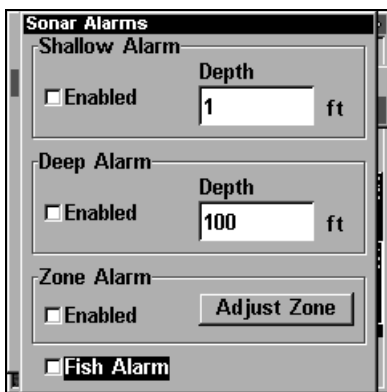 Sonar Alarms
Shallow Alarm
Depth
Enabled
1 ft
Deep Alarm
Depth
Enabled
100 ft
Zone Alarm
Enabled
Adjust Zone
Fish Alarm